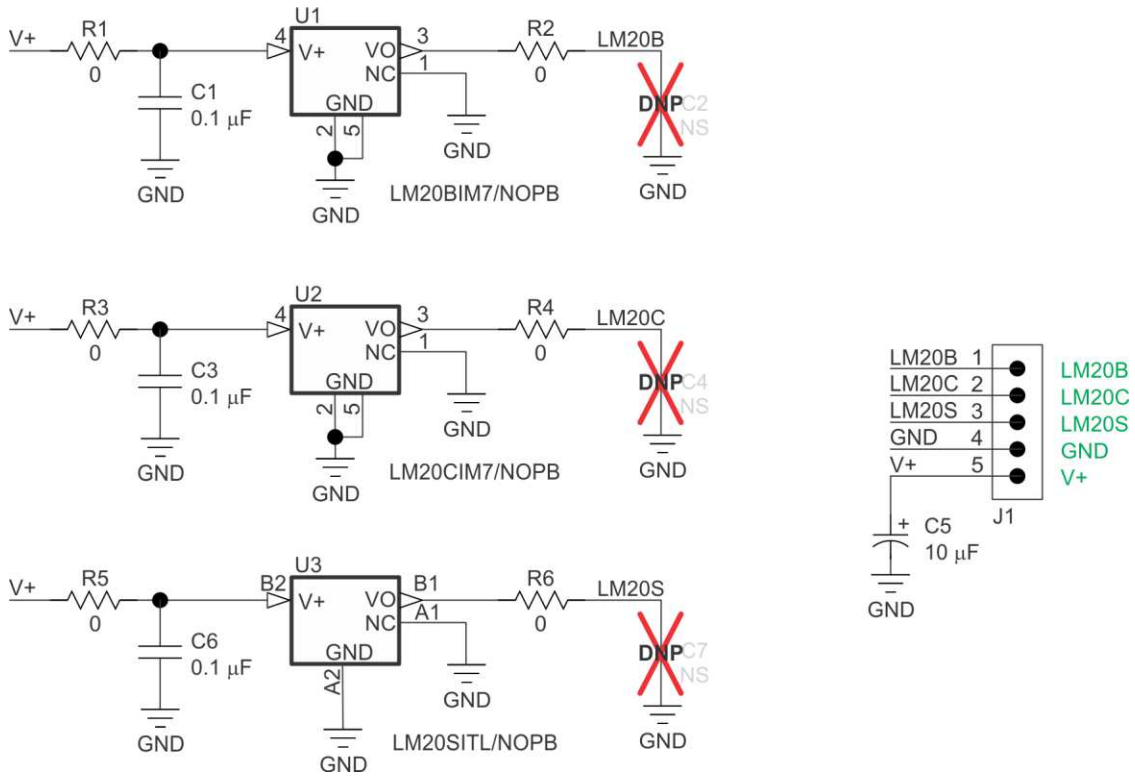 U1
V+ R1 4 V+ VO 3 R2 LM20B
0 NC 1 0
C1
0.1 μF GND DNP C2
NS
2 5
GND GND GND
GND LM20BIM7/NOPB
U2
V+ R3 4 V+ VO 3 R4 LM20C
0 NC 1 0
C3
0.1 μF GND DNP C4
NS
2 5
GND GND GND
GND LM20CIM7/NOPB
LM20B 1 LM20B
LM20C 2 LM20C
LM20S 3 LM20S
GND 4 GND
V+ 5 V+
J1
+ C5
10 μF
GND
U3
V+ R5 B2 V+ VO B1 R6 LM20S
0 NC A1 0
C6
0.1 μF GND DNP C7
NS
A2
GND GND GND
GND LM20SITL/NOPB